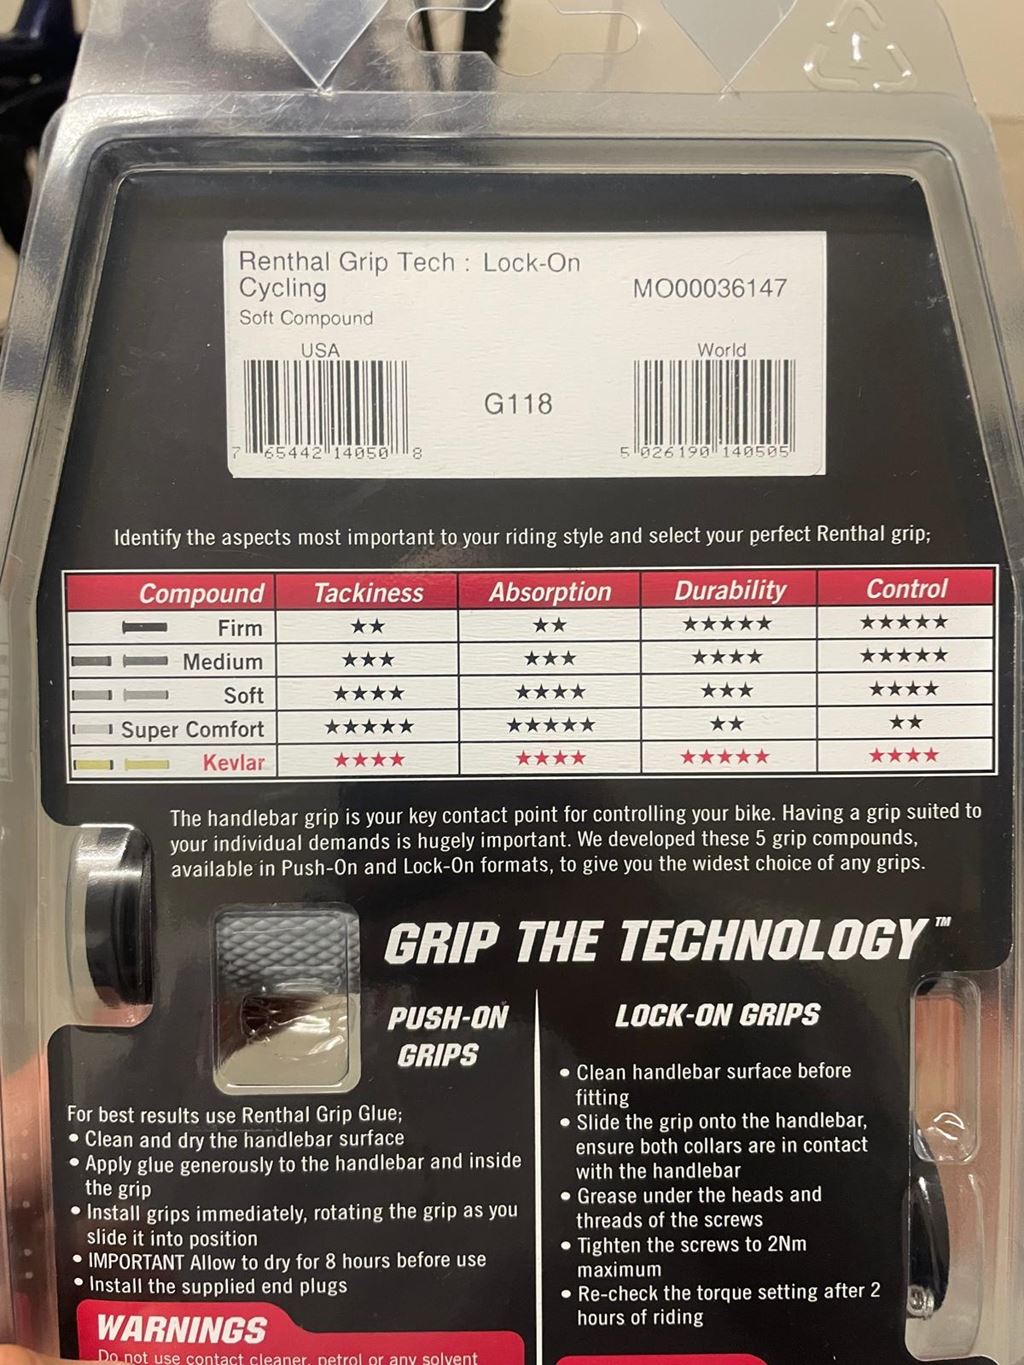 Renthal Grip Tech : Lock-On
Cycling
MO00036147
Soft Compound
USA
World
G118
7 65442 14050 8
5 026190 140505
Identify the aspects most important to your riding style and select your perfect Renthal grip;
Compound Tackiness Absorption Durability Control
Firm ★★ ★★ ★★★★★ ★★★★★
Medium ★★★ ★★★ ★★★★ ★★★★★
Soft ★★★★ ★★★★ ★★★ ★★★★
Super Comfort ★★★★★ ★★★★★ ★★ ★★
Kevlar ★★★★ ★★★★ ★★★★★ ★★★★
The handlebar grip is your key contact point for controlling your bike. Having a grip suited to
your individual demands is hugely important. We developed these 5 grip compounds,
available in Push-On and Lock-On formats, to give you the widest choice of any grips.
GRIP THE TECHNOLOGY™
PUSH-ON
GRIPS
For best results use Renthal Grip Glue;
• Clean and dry the handlebar surface
• Apply glue generously to the handlebar and inside
the grip
• Install grips immediately, rotating the grip as you
slide it into position
• IMPORTANT Allow to dry for 8 hours before use
• Install the supplied end plugs
LOCK-ON GRIPS
• Clean handlebar surface before
fitting
• Slide the grip onto the handlebar,
ensure both collars are in contact
with the handlebar
• Grease under the heads and
threads of the screws
• Tighten the screws to 2Nm
maximum
• Re-check the torque setting after 2
hours of riding
WARNINGS
Do not use contact cleaner, petrol or any solvent